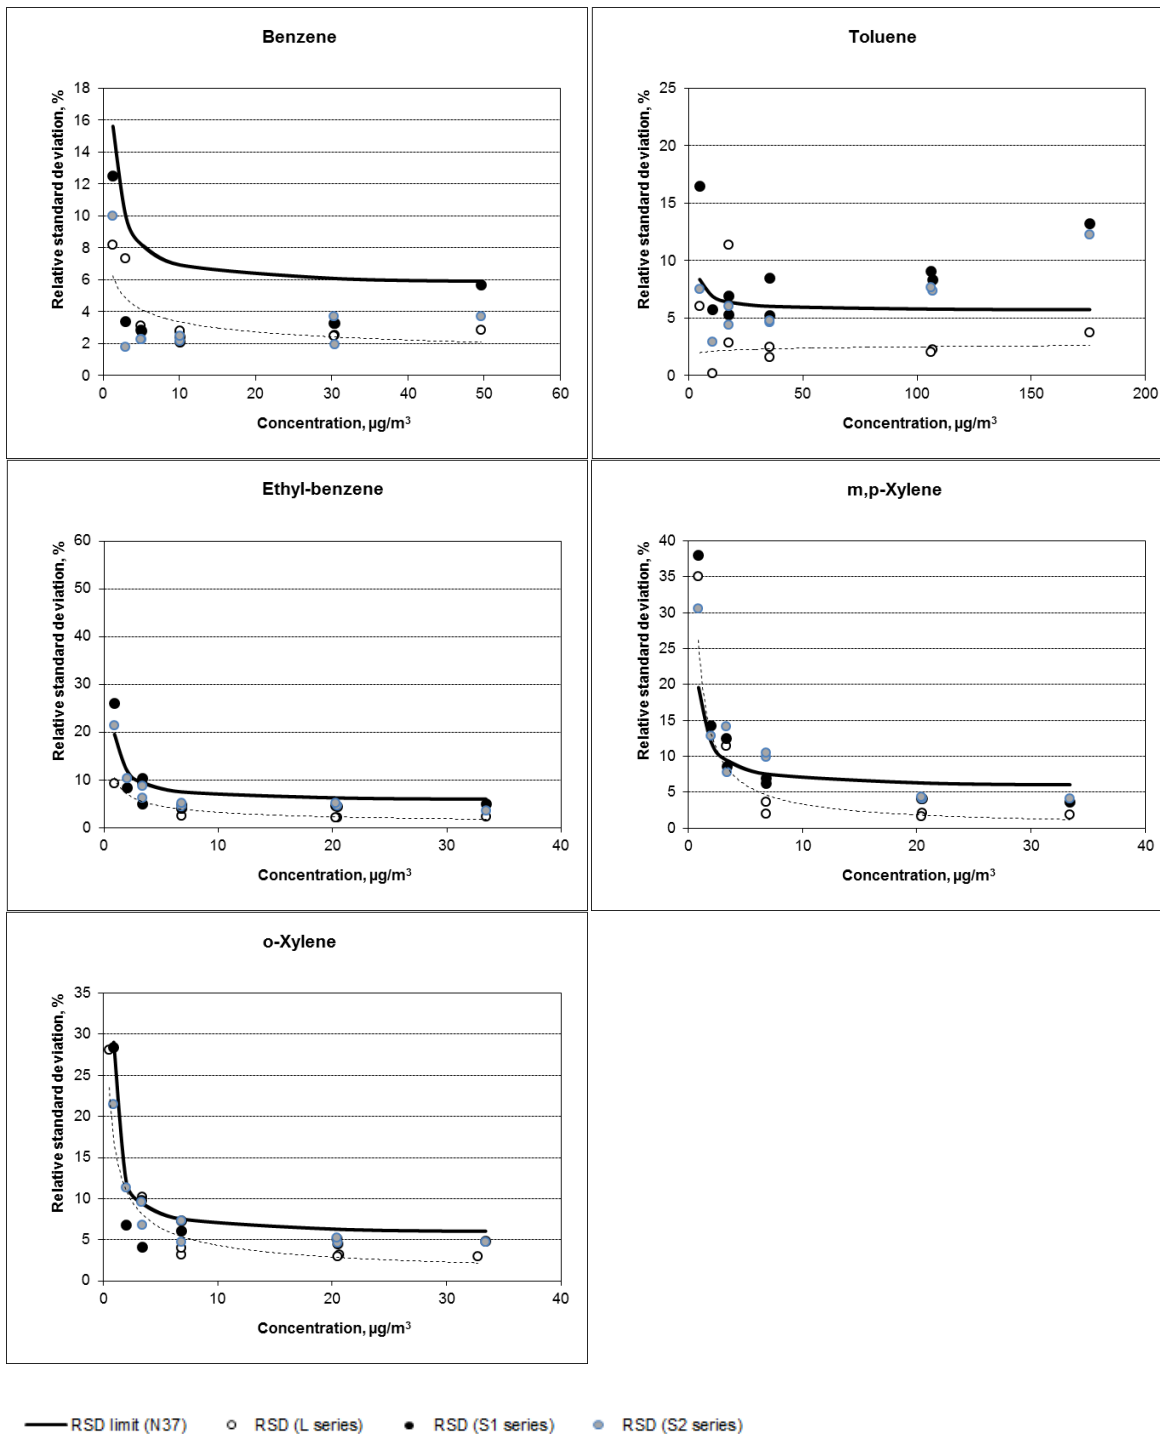 Benzene
Relative standard deviation, %
18
16
14
12
10
8
6
4
2
0
0 10 20 30 40 50 60
Concentration, µg/m³
Toluene
Relative standard deviation, %
25
20
15
10
5
0
0 50 100 150 200
Concentration, µg/m³
Ethyl-benzene
Relative standard deviation, %
60
50
40
30
20
10
0
0 10 20 30 40
Concentration, µg/m³
m,p-Xylene
Relative standard deviation, %
40
35
30
25
20
15
10
5
0
0 10 20 30 40
Concentration, µg/m³
o-Xylene
Relative standard deviation, %
35
30
25
20
15
10
5
0
0 10 20 30 40
Concentration, µg/m³
RSD limit (N37) RSD (L series) RSD (S1 series) RSD (S2 series)